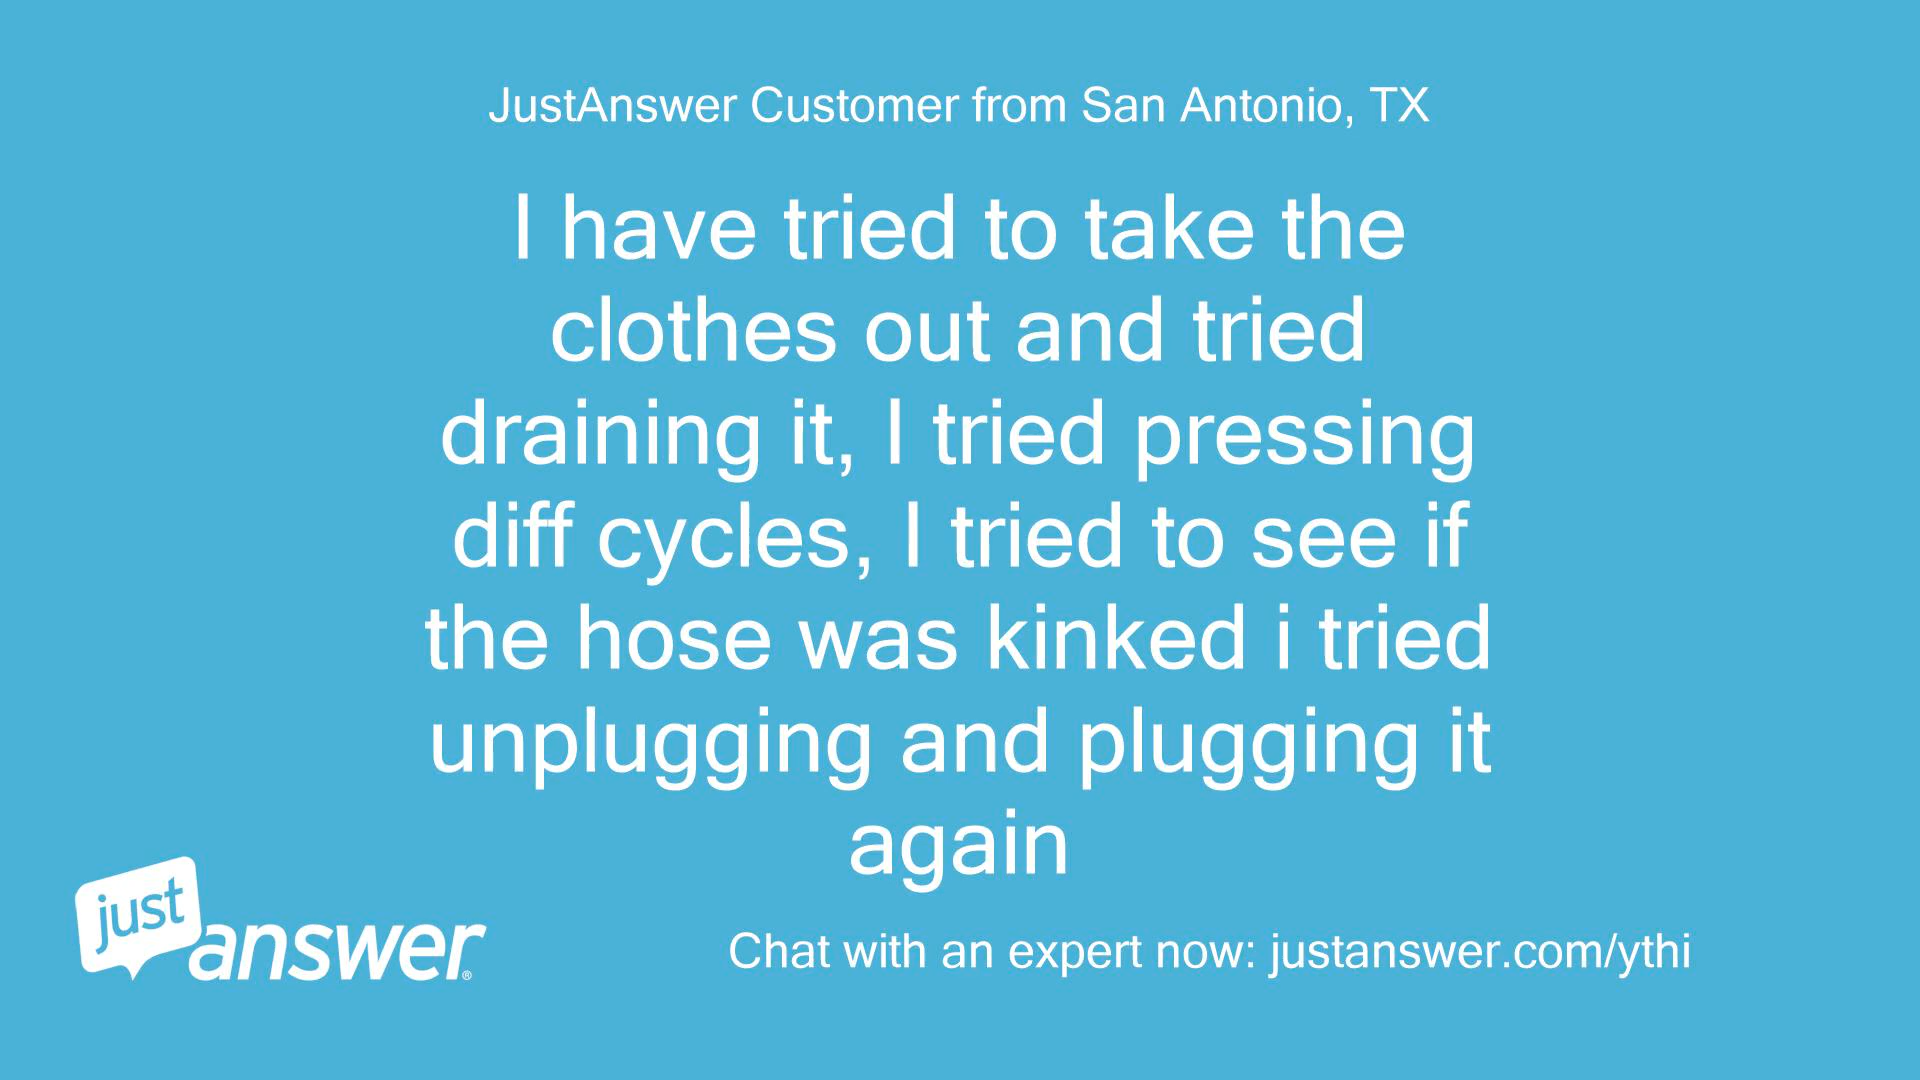 JustAnswer Customer from San Antonio, TX
I have tried to take the
clothes out and tried
draining it, I tried pressing
diff cycles, I tried to see if
the hose was kinked i tried
unplugging and plugging it
again
just
answer®
Chat with an expert now: justanswer.com/ythi